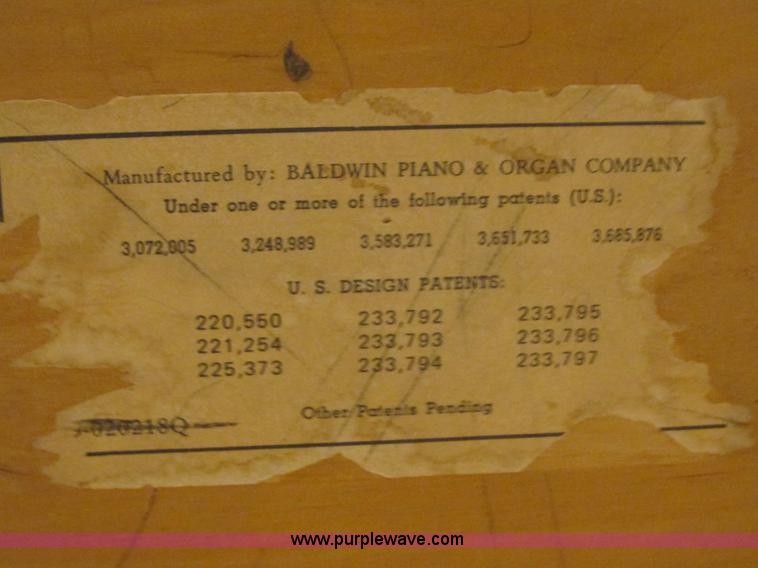 Manufactured by: BALDWIN PIANO & ORGAN COMPANY
Under one or more of the following patents (U.S.):
3,072,005 3,248,989 3,583,271 3,651,733 3,685,876
U. S. DESIGN PATENTS:
220,550 233,792 233,795
221,254 233,793 233,796
225,373 233,794 233,797
Other Patents Pending
J-020218Q
www.purplewave.com